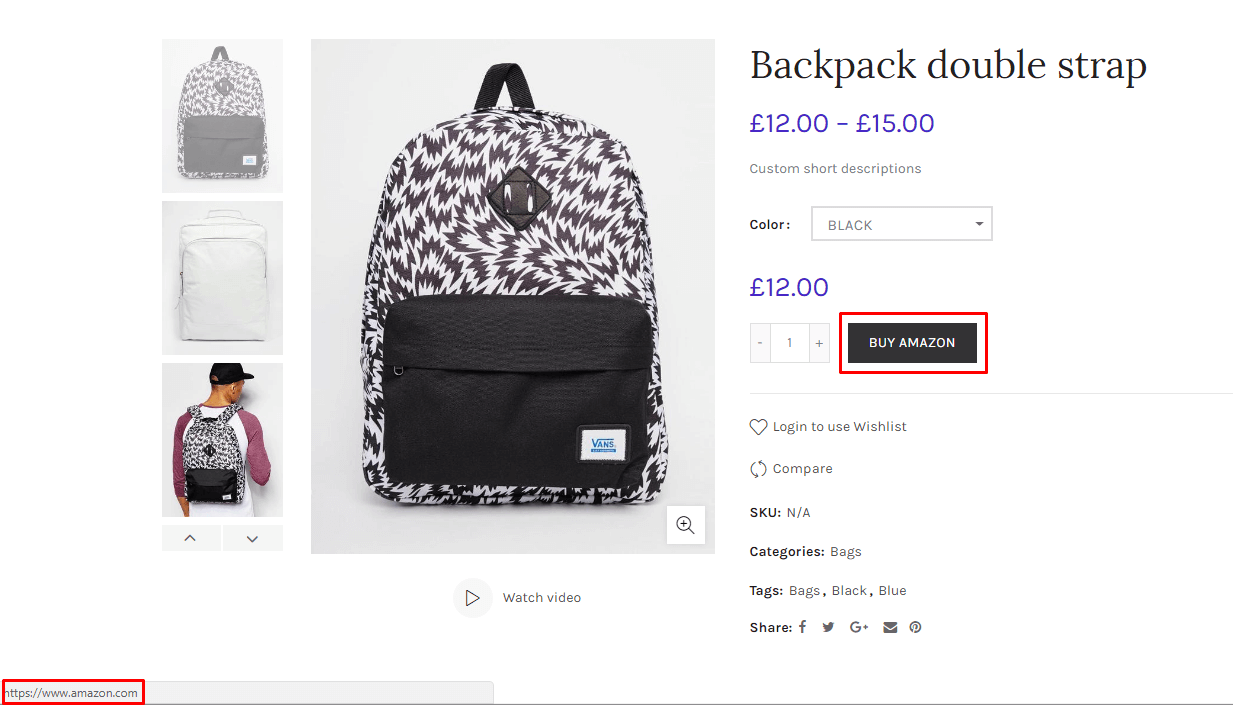 Backpack double strap
£12.00 – £15.00
Custom short descriptions
Color:
BLACK
£12.00
- 1 +
BUY AMAZON
Login to use Wishlist
Compare
SKU: N/A
Categories: Bags
Tags: Bags, Black, Blue
Share: G+
VANS
Watch video
https://www.amazon.com